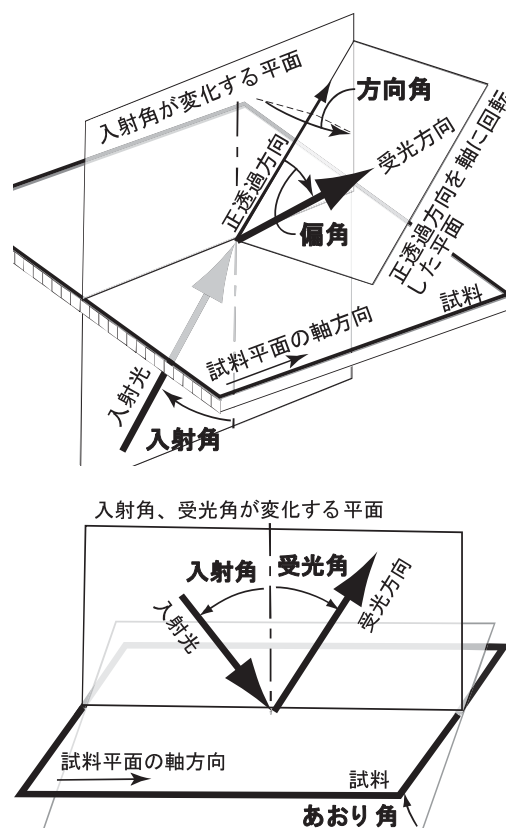 入射角が変化する平面
方向角
正透過方向
受光方向
偏角
正透過方向を 軸に回転
した平面
試料
試料平面の軸方向
入射光
入射角
入射角、受光角が変化する平面
入射角
受光角
入射光
受光方向
試料平面の軸方向
試料
あおり 角